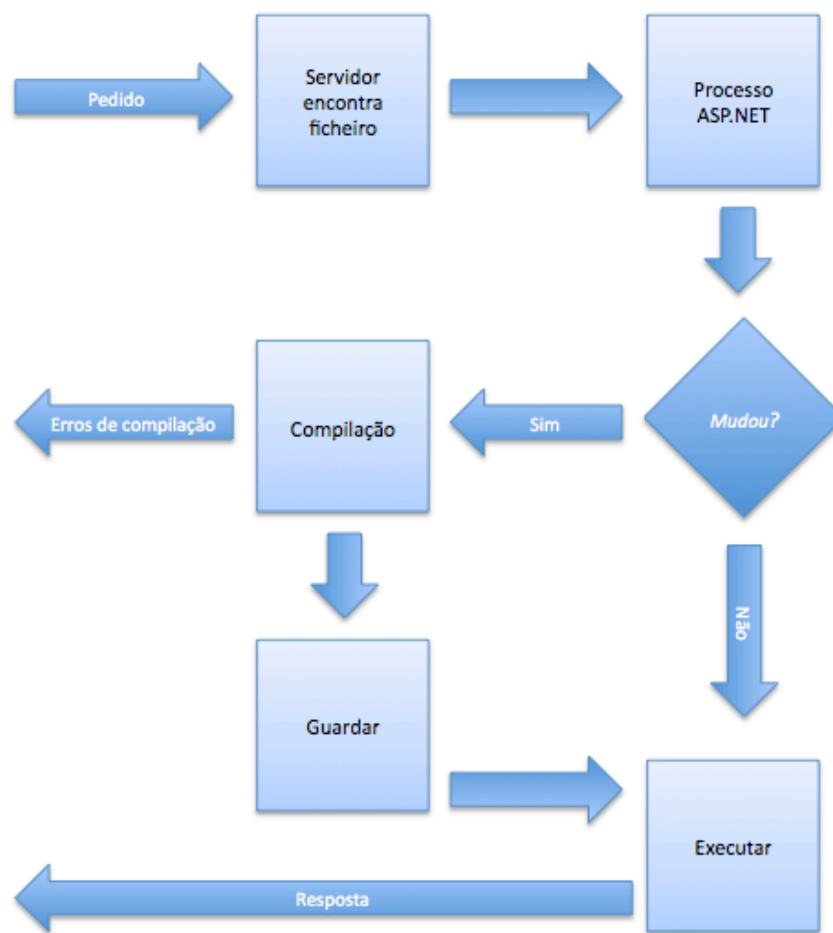 Pedido
Servidor
encontra
ficheiro
Processo
ASP.NET
Erros de compilação
Compilação
Sim
Mudou?
Não
Guardar
Executar
Resposta